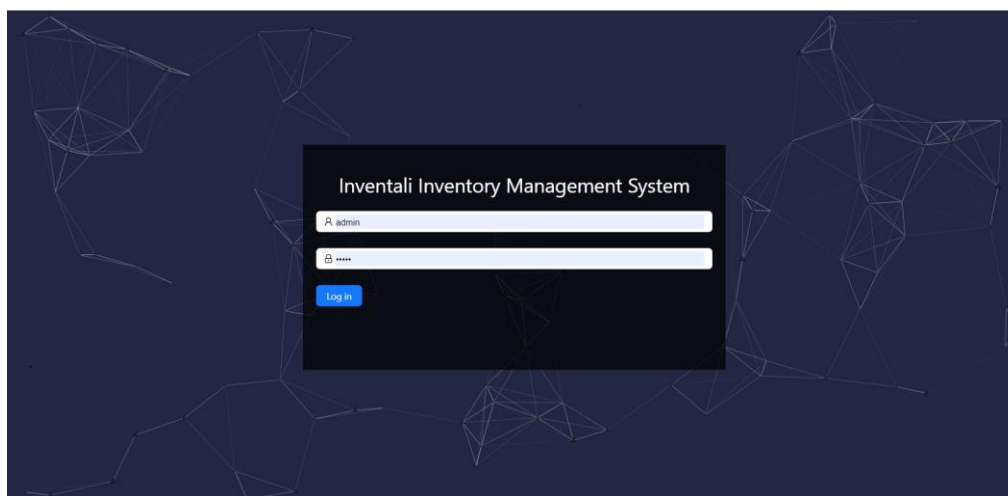 Inventali Inventory Management System
admin
•••••
Log in